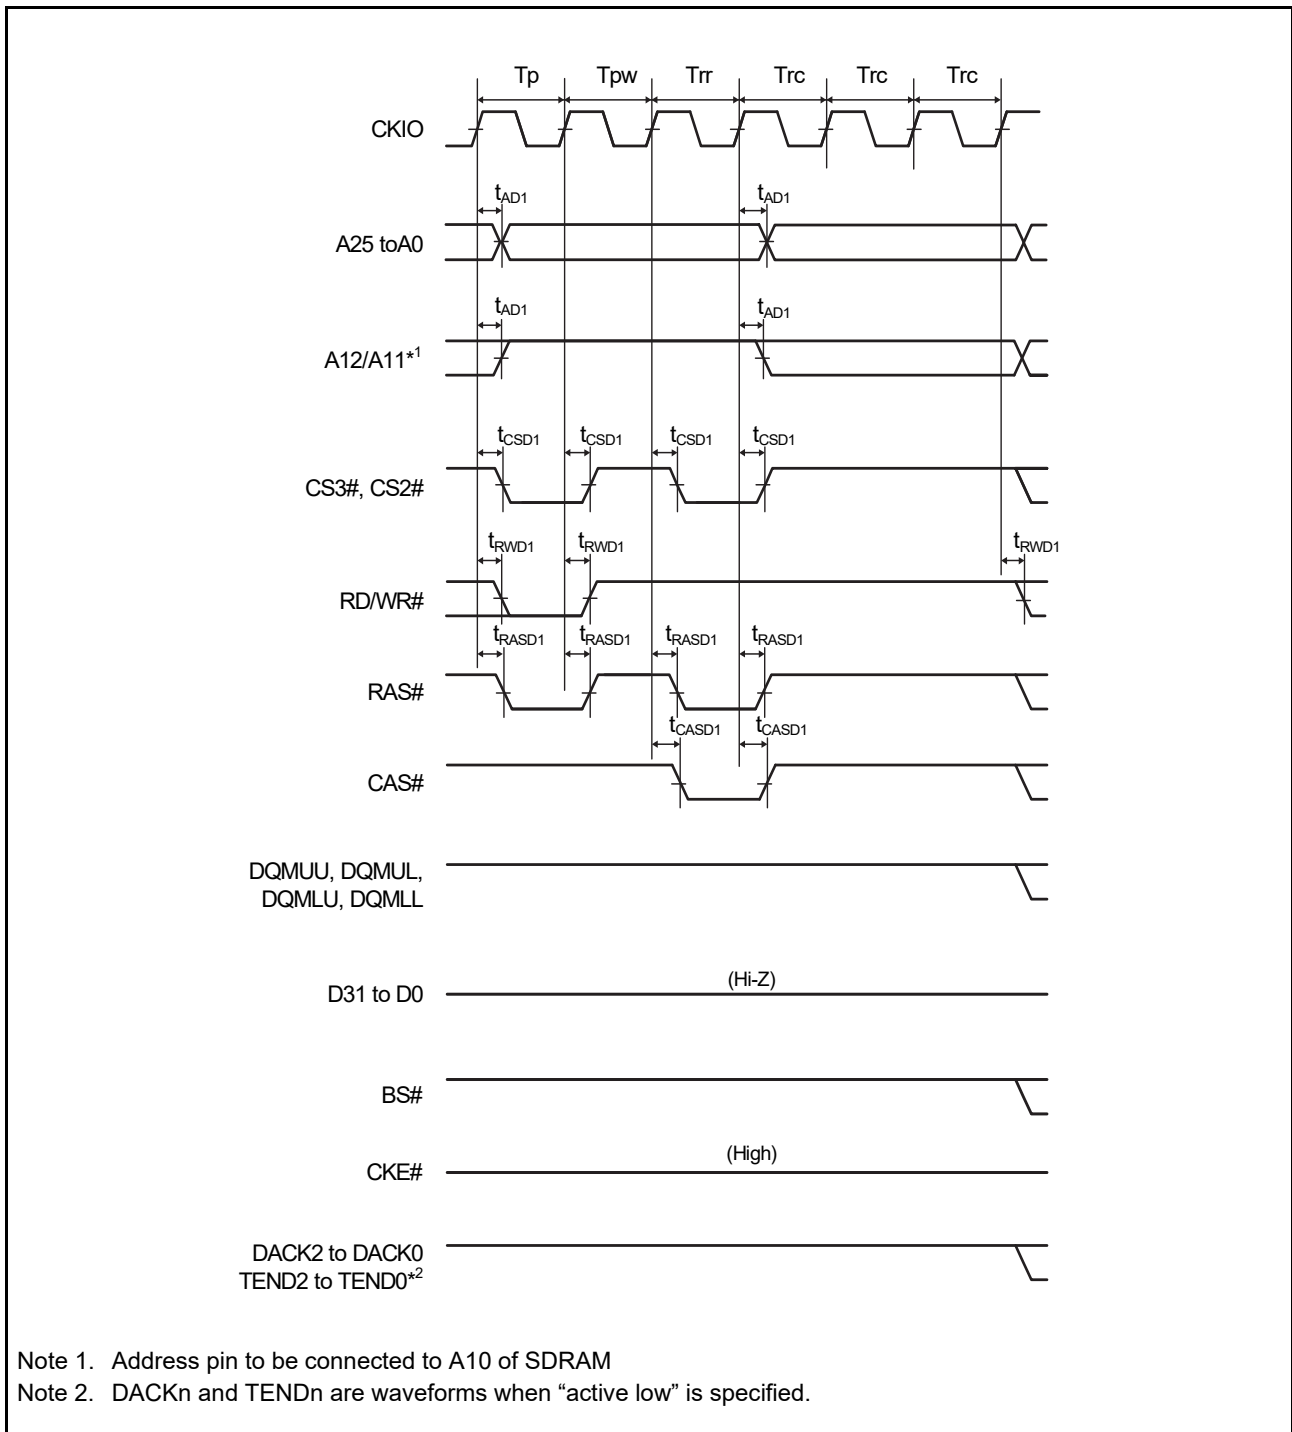 Tp Tpw Trr Trc Trc Trc
CKIO
tAD1 tAD1
A25 toA0
tAD1 tAD1
A12/A11*1
tCSD1 tCSD1 tCSD1 tCSD1
CS3#, CS2#
tRWD1 tRWD1 tRWD1
RD/WR#
tRASD1 tRASD1 tRASD1 tRASD1
RAS#
tCASD1 tCASD1
CAS#
DQMUU, DQMUL,
DQMLU, DQMLL
(Hi-Z)
D31 to D0
BS#
(High)
CKE#
DACK2 to DACK0
TEND2 to TEND0*2
Note 1. Address pin to be connected to A10 of SDRAM
Note 2. DACKn and TENDn are waveforms when “active low” is specified.